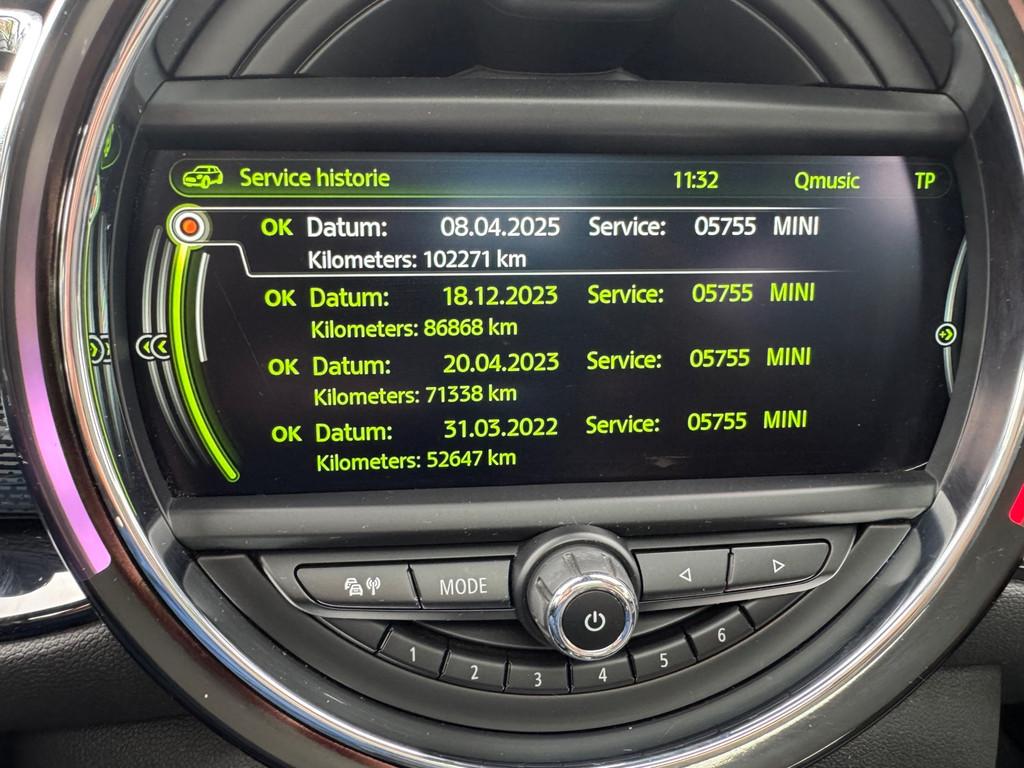 Service historie 11:32 Qmusic TP
OK Datum: 08.04.2025 Service: 05755 MINI
Kilometers: 102271 km
OK Datum: 18.12.2023 Service: 05755 MINI
Kilometers: 86868 km
OK Datum: 20.04.2023 Service: 05755 MINI
Kilometers: 71338 km
OK Datum: 31.03.2022 Service: 05755 MINI
Kilometers: 52647 km
MODE
1 2 3 4 5 6